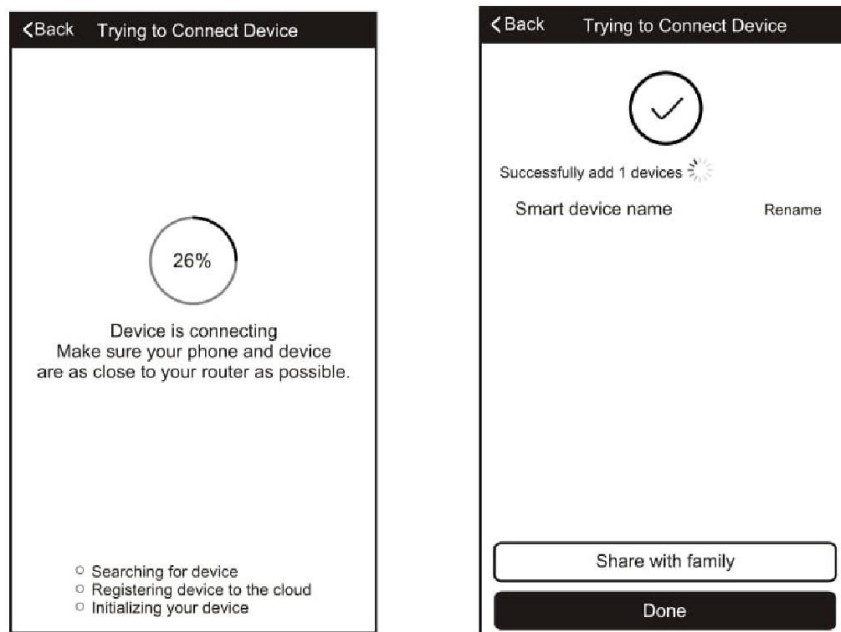 Back Trying to Connect Device
26%
Device is connecting
Make sure your phone and device
are as close to your router as possible.
Searching for device
Registering device to the cloud
Initializing your device
Back Trying to Connect Device
Successfully add 1 devices
Smart device name Rename
Share with family
Done